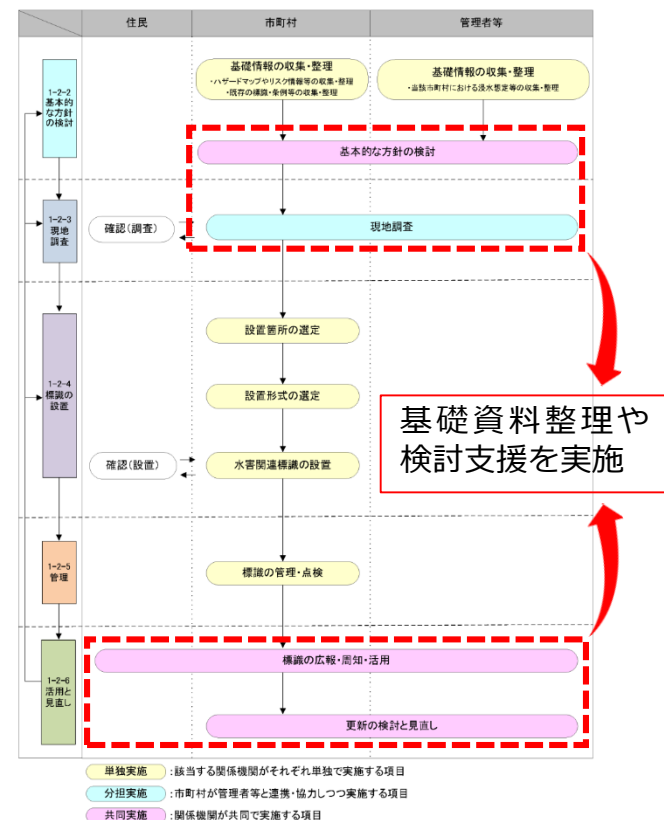 住民
市町村
管理者等
1-2-2
基本的
な方針
の検討
基礎情報の収集・整理
・ハザードマップやリスク情報等の収集・整理
・既存の標識・条例等の収集・整理
基礎情報の収集・整理
・当該市町村における浸水想定等の収集・整理
基本的な方針の検討
1-2-3
現地
調査
確認(調査)
現地調査
1-2-4
標識の
設置
設置箇所の選定
設置形式の選定
確認(設置)
水害関連標識の設置
基礎資料整理や
検討支援を実施
1-2-5
管理
標識の管理・点検
1-2-6
活用と
見直し
標識の広報・周知・活用
更新の検討と見直し
単独実施 :該当する関係機関がそれぞれ単独で実施する項目
分担実施 :市町村が管理者等と連携・協力しつつ実施する項目
共同実施 :関係機関が共同で実施する項目